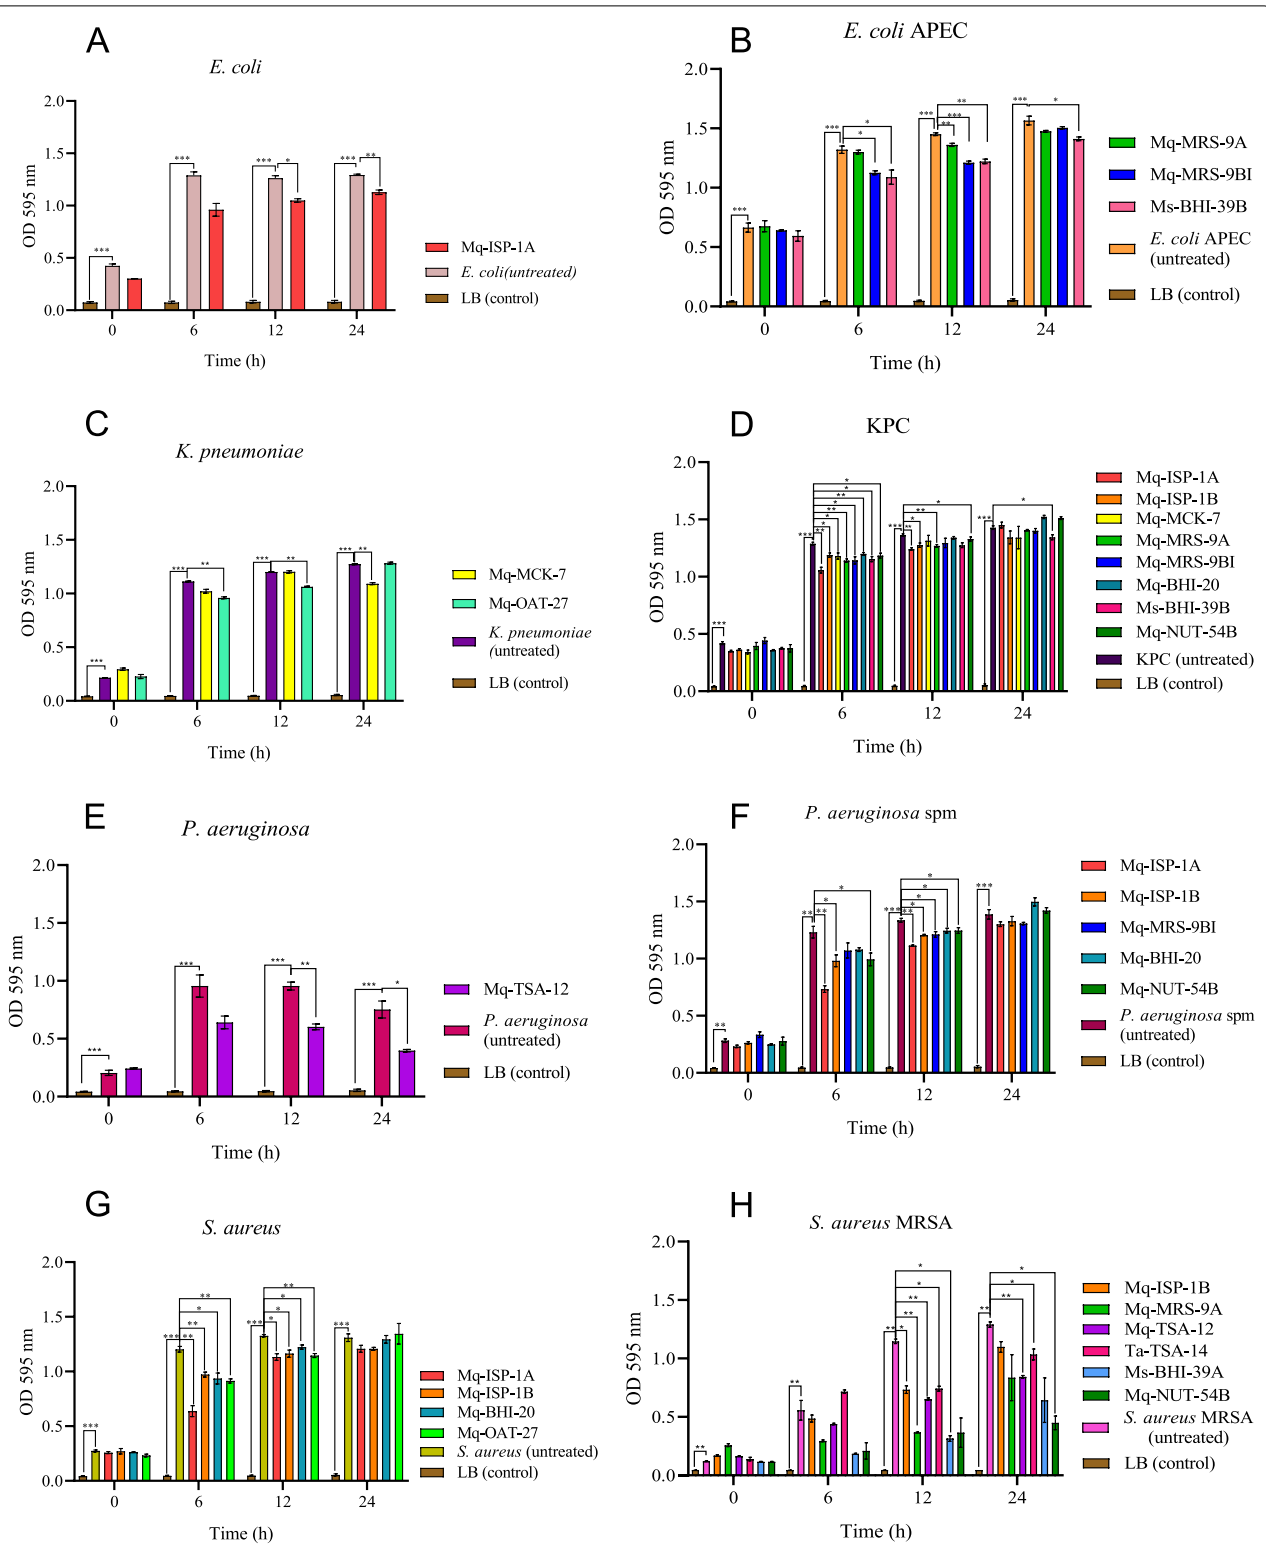 A
E. coli
2.0
1.5
1.0
0.5
0.0
OD 595 nm
0 6 12 24
Time (h)
*** *** *** * *** **
Mq-ISP-1A
E. coli(untreated)
LB (control)
B
E. coli APEC
2.0
1.5
1.0
0.5
0.0
OD 595 nm
0 6 12 24
Time (h)
*** *** * * *** ** *** ** *** *
Mq-MRS-9A
Mq-MRS-9BI
Ms-BHI-39B
E. coli APEC
(untreated)
LB (control)
C
K. pneumoniae
2.0
1.5
1.0
0.5
0.0
OD 595 nm
0 6 12 24
Time (h)
*** *** ** *** ** *** **
Mq-MCK-7
Mq-OAT-27
K. pneumoniae
(untreated)
LB (control)
D
KPC
2.0
1.5
1.0
0.5
0.0
OD 595 nm
0 6 12 24
Time (h)
*** *** ** * * ** * ** * * *** ** * ** * *** *
Mq-ISP-1A
Mq-ISP-1B
Mq-MCK-7
Mq-MRS-9A
Mq-MRS-9BI
Mq-BHI-20
Ms-BHI-39B
Mq-NUT-54B
KPC (untreated)
LB (control)
E
P. aeruginosa
2.0
1.5
1.0
0.5
0.0
OD 595 nm
0 6 12 24
Time (h)
*** *** *** ** *** *
Mq-TSA-12
P. aeruginosa
(untreated)
LB (control)
F
P. aeruginosa spm
2.0
1.5
1.0
0.5
0.0
OD 595 nm
0 6 12 24
Time (h)
** ** ** * * *** ** * * * * ***
Mq-ISP-1A
Mq-ISP-1B
Mq-MRS-9BI
Mq-BHI-20
Mq-NUT-54B
P. aeruginosa spm
(untreated)
LB (control)
G
S. aureus
2.0
1.5
1.0
0.5
0.0
OD 595 nm
0 6 12 24
Time (h)
*** *** ** ** * ** *** * * * ** ***
Mq-ISP-1A
Mq-ISP-1B
Mq-BHI-20
Mq-OAT-27
S. aureus (untreated)
LB (control)
H
S. aureus MRSA
2.0
1.5
1.0
0.5
0.0
OD 595 nm
0 6 12 24
Time (h)
** ** ** * ** ** * * ** ** * *
Mq-ISP-1B
Mq-MRS-9A
Mq-TSA-12
Ta-TSA-14
Ms-BHI-39A
Mq-NUT-54B
S. aureus MRSA
(untreated)
LB (control)